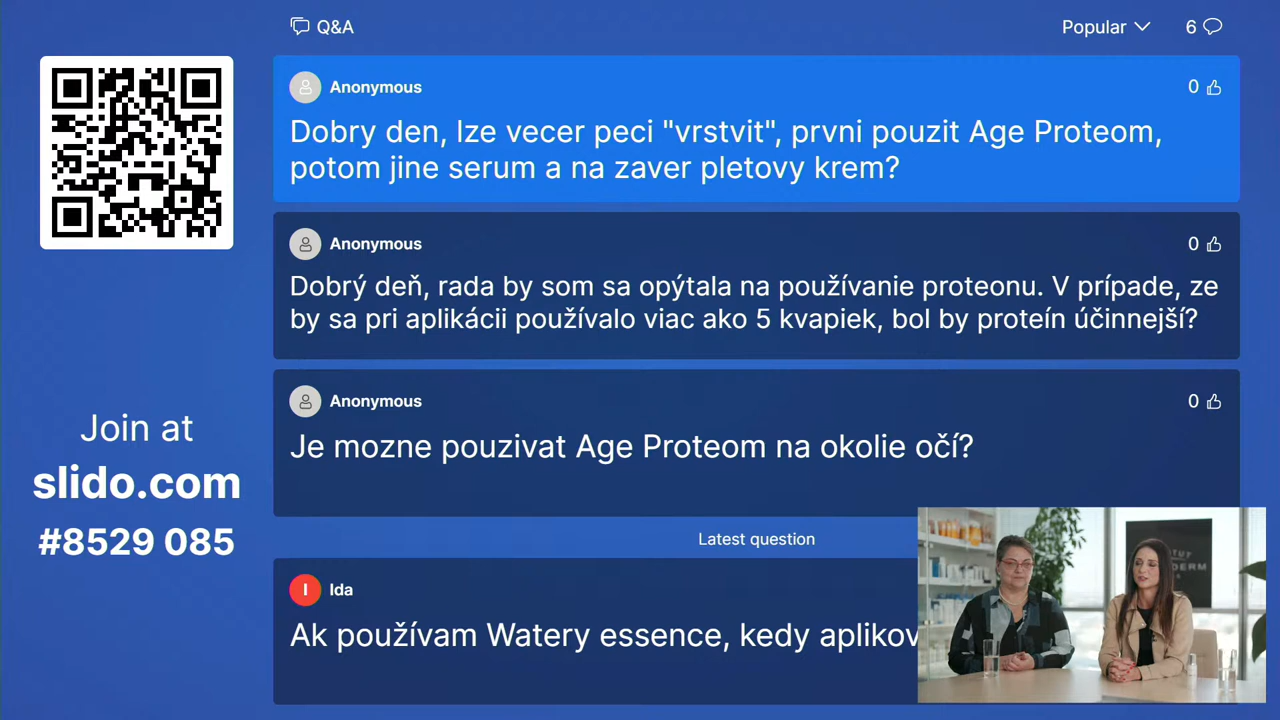 Q&A
Popular
6
Anonymous
0
Dobry den, lze vecer peci "vrstvit", prvni pouzit Age Proteom,
potom jine serum a na zaver pletovy krem?
Anonymous
0
Dobrý deň, rada by som sa opýtala na používanie proteonu. V prípade, ze
by sa pri aplikácii používalo viac ako 5 kvapiek, bol by proteín účinnejší?
Anonymous
0
Je mozne pouzivat Age Proteom na okolie očí?
Join at
slido.com
#8529 085
Latest question
I
Ida
Ak používam Watery essence, kedy aplikov